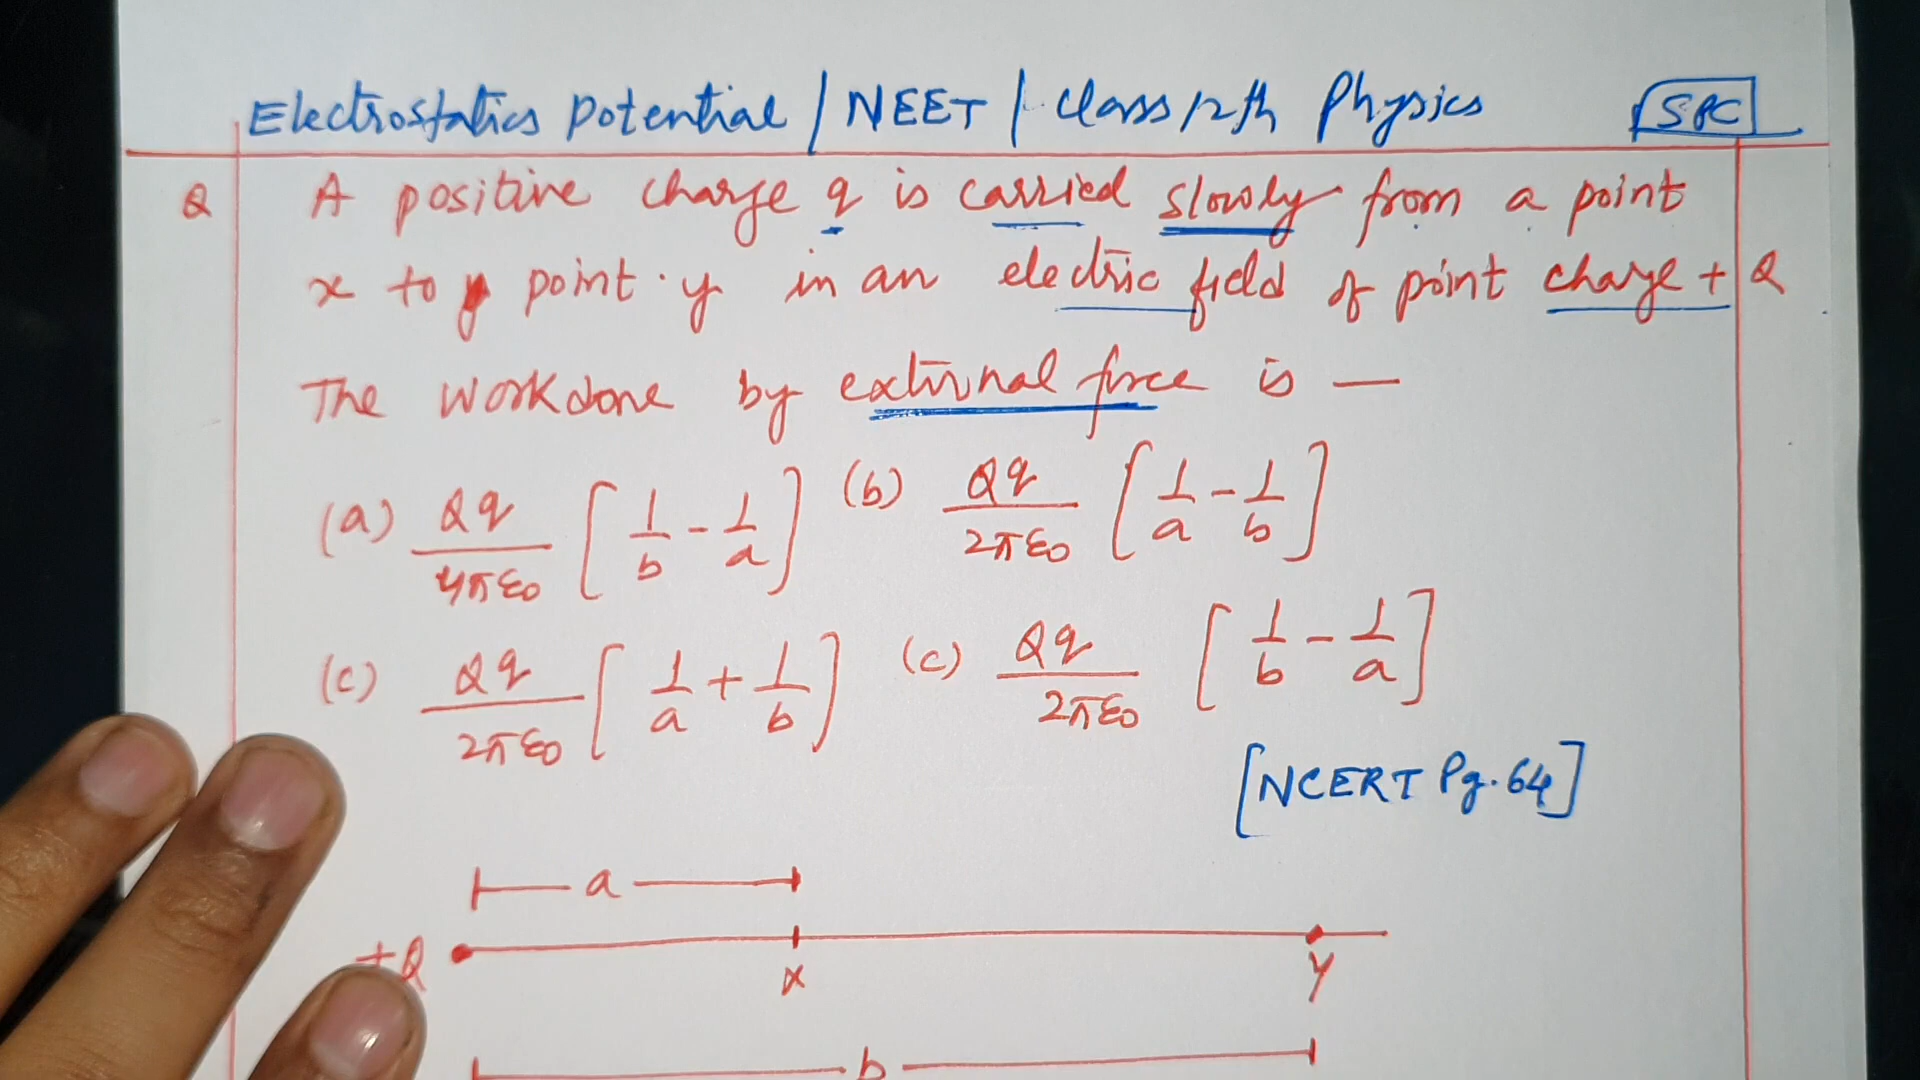 Electrostatics Potential / NEET / Class 12th Physics SPC
Q A positive charge q is carried slowly from a point
x to point y in an electric field of point charge + Q
The workdone by external force is —
(a) Qq/4πε0 [1/b - 1/a] (b) Qq/2πε0 [1/a - 1/b]
(c) Qq/2πε0 [1/a + 1/b] (c) Qq/2πε0 [1/b - 1/a]
[NCERT Pg. 64]
a
+Q x y
b